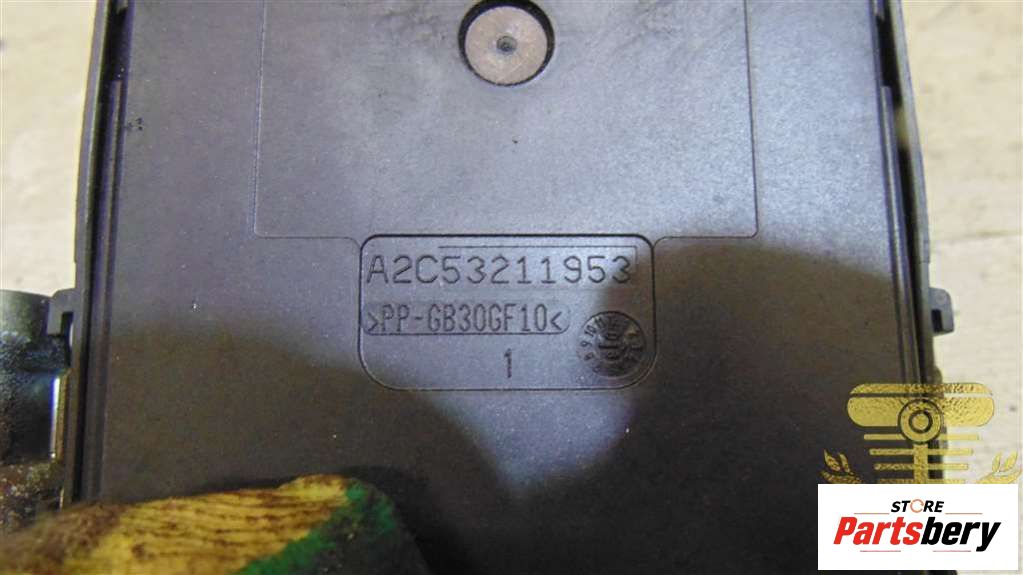 A2C53211953
>PP-GB30GF10<
1
STORE
Partsbery